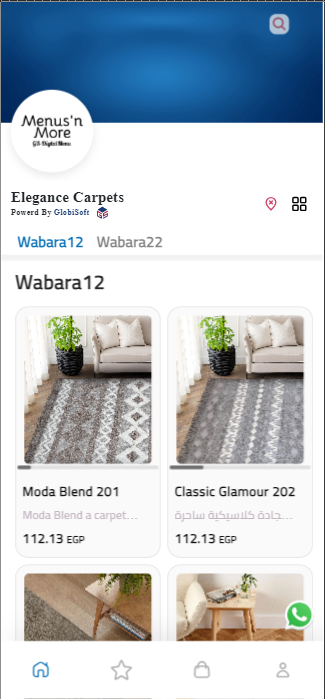 Menus'n
More
GS Digital Menu
Elegance Carpets
Powerd By GlobiSoft
Wabara12 Wabara22
Wabara12
Moda Blend 201
Moda Blend a carpet...
112.13 EGP
Classic Glamour 202
سجادة كلاسيكية ساحرة...
112.13 EGP